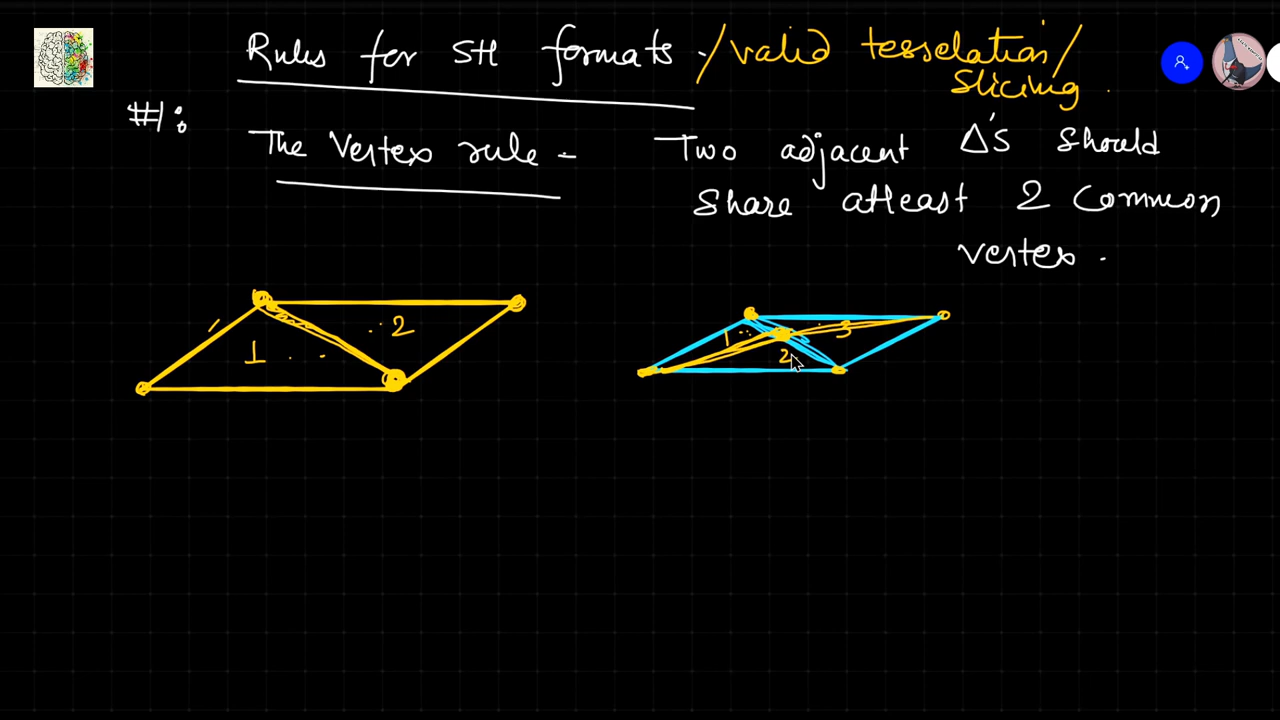 Rules for STL formats - /valid tesselation/
slicing.
#1:
The Vertex rule - Two adjacent Δ's should
share atleast 2 common
vertex.
1 2
1 2 3